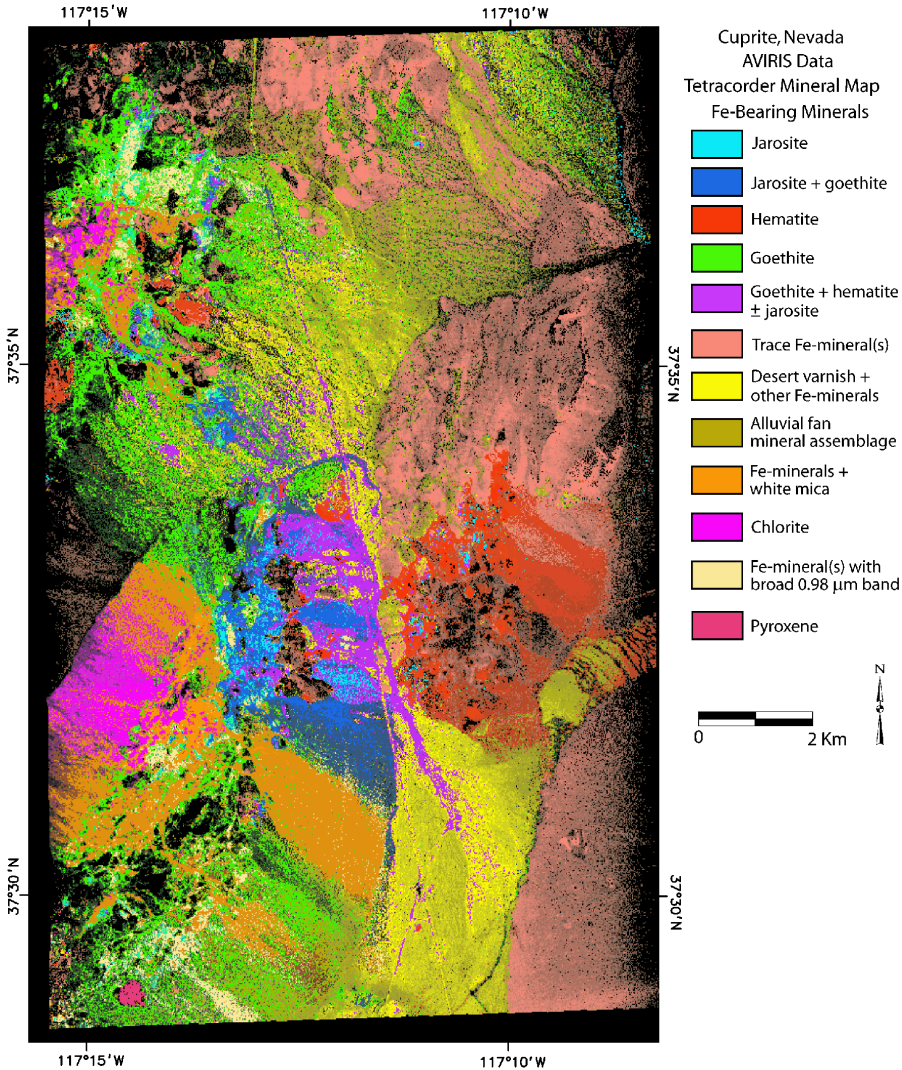 117°15'W
117°10'W
Cuprite, Nevada
AVIRIS Data
Tetracorder Mineral Map
Fe-Bearing Minerals
Jarosite
Jarosite + goethite
Hematite
Goethite
Goethite + hematite
± jarosite
Trace Fe-mineral(s)
Desert varnish +
other Fe-minerals
Alluvial fan
mineral assemblage
Fe-minerals +
white mica
Chlorite
Fe-mineral(s) with
broad 0.98 µm band
Pyroxene
N
0
2 Km
37°35'N
37°35'N
37°30'N
37°30'N
117°15'W
117°10'W